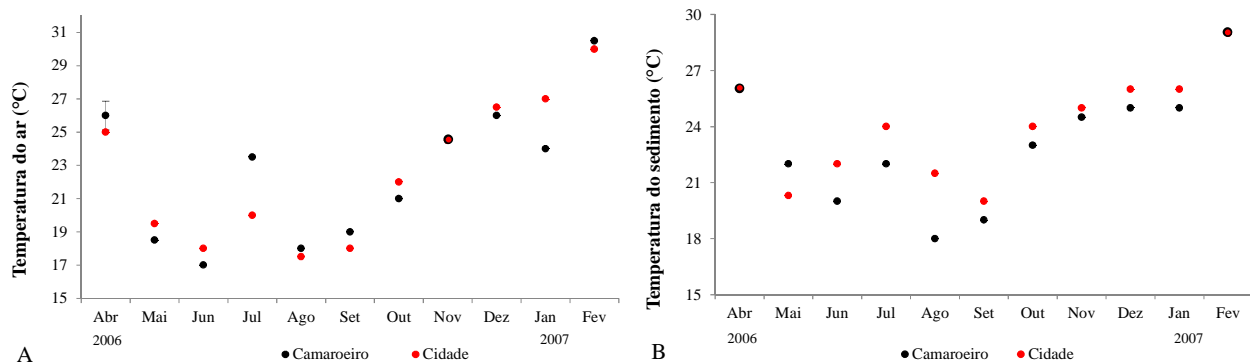 Temperatura do ar (°C)
31
29
27
25
23
21
19
17
15
Abr Mai Jun Jul Ago Set Out Nov Dez Jan Fev
2006 2007
Camaroeiro Cidade
A
Temperatura do sedimento (°C)
30
27
24
21
18
15
Abr Mai Jun Jul Ago Set Out Nov Dez Jan Fev
2006 2007
Camaroeiro Cidade
B